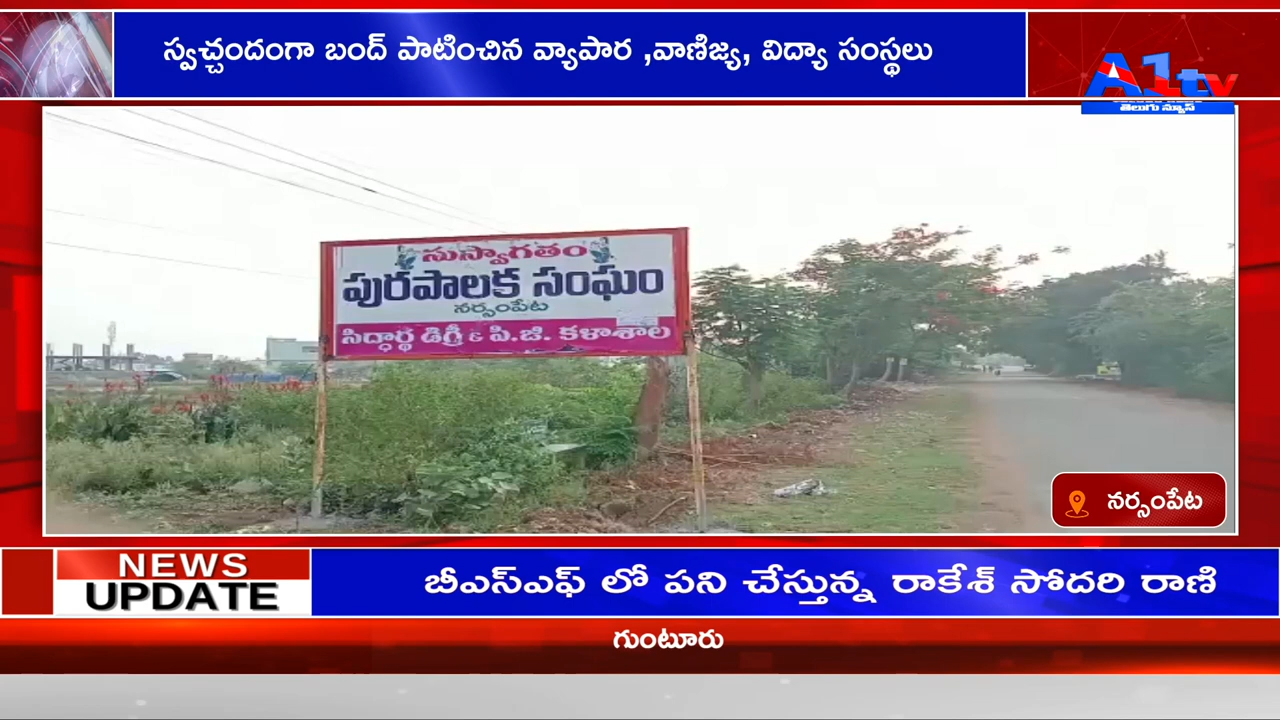 స్వచ్చందంగా బంద్ పాటించిన వ్యాపార ,వాణిజ్య, విద్యా సంస్థలు
A1tv
తెలుగు న్యూస్
సుస్వాగతం
పురపాలక సంఘం
నర్సంపేట
సిద్ధార్థ డిగ్రీ & పి.జి. కళాశాల
నర్సంపేట
NEWS
UPDATE
బీఎస్ఎఫ్ లో పని చేస్తున్న రాకేశ్ సోదరి రాణి
గుంటూరు